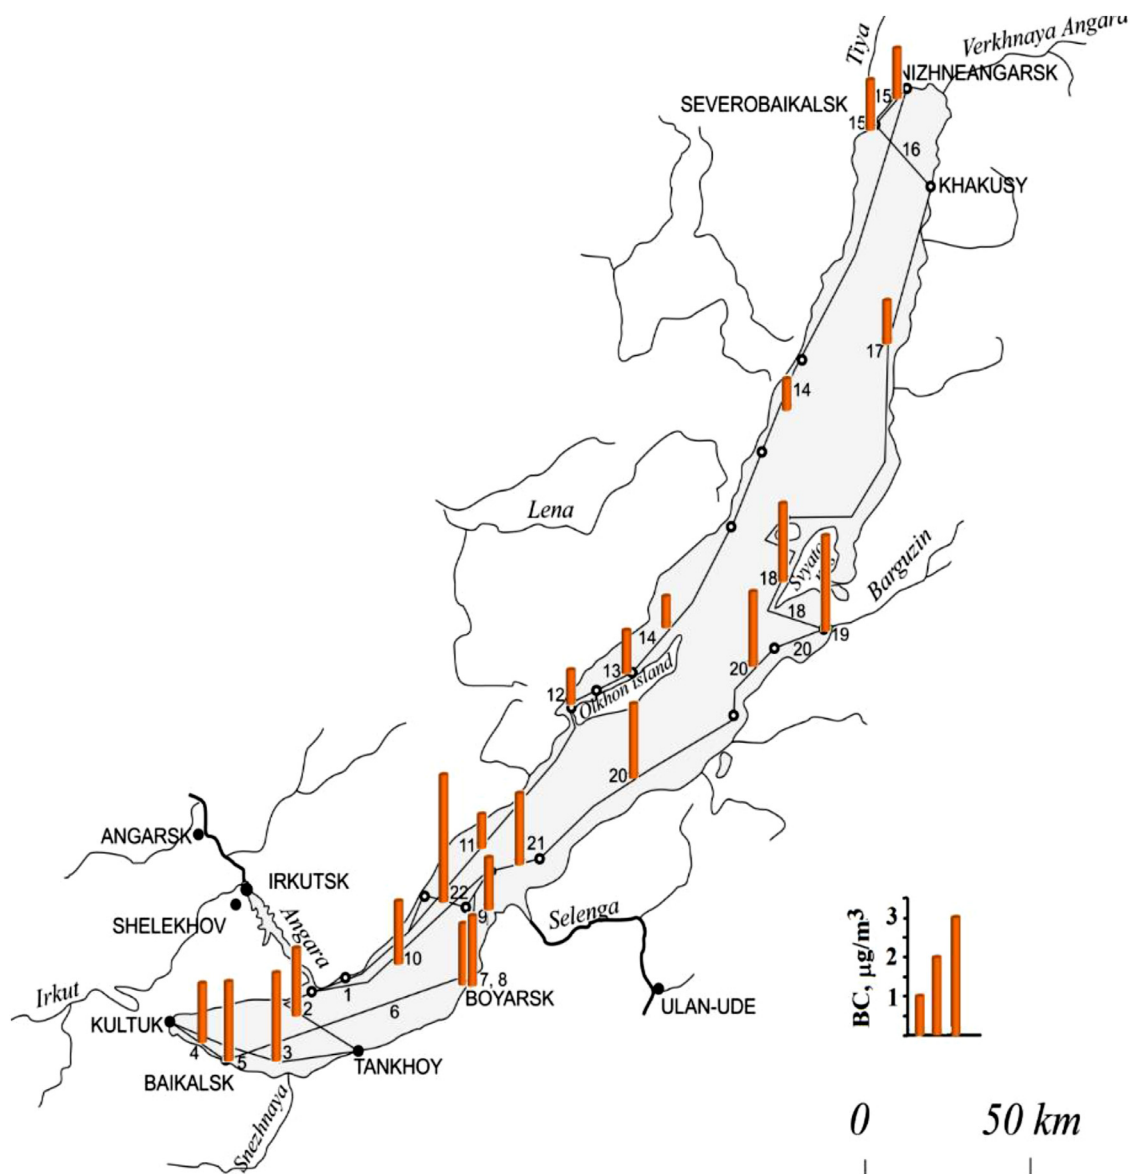 Tiya
Verkhnaya Angara
NIZHNEANGARSK
SEVEROBAIKALSK
15
15
16
KHAKUSY
17
14
Lena
Barguzin
18
18
19
20
20
14
13
12
Olkhon island
20
ANGARSK
11
21
IRKUTSK
22
SHELEKHOV
Angara
9
Selenga
10
BC, µg/m³
3
2
1
7, 8
BOYARSK
ULAN-UDE
Irkut
1
2
6
KULTUK
4
5
3
BAIKALSK
TANKHOY
Snezhnaya
0 50 km